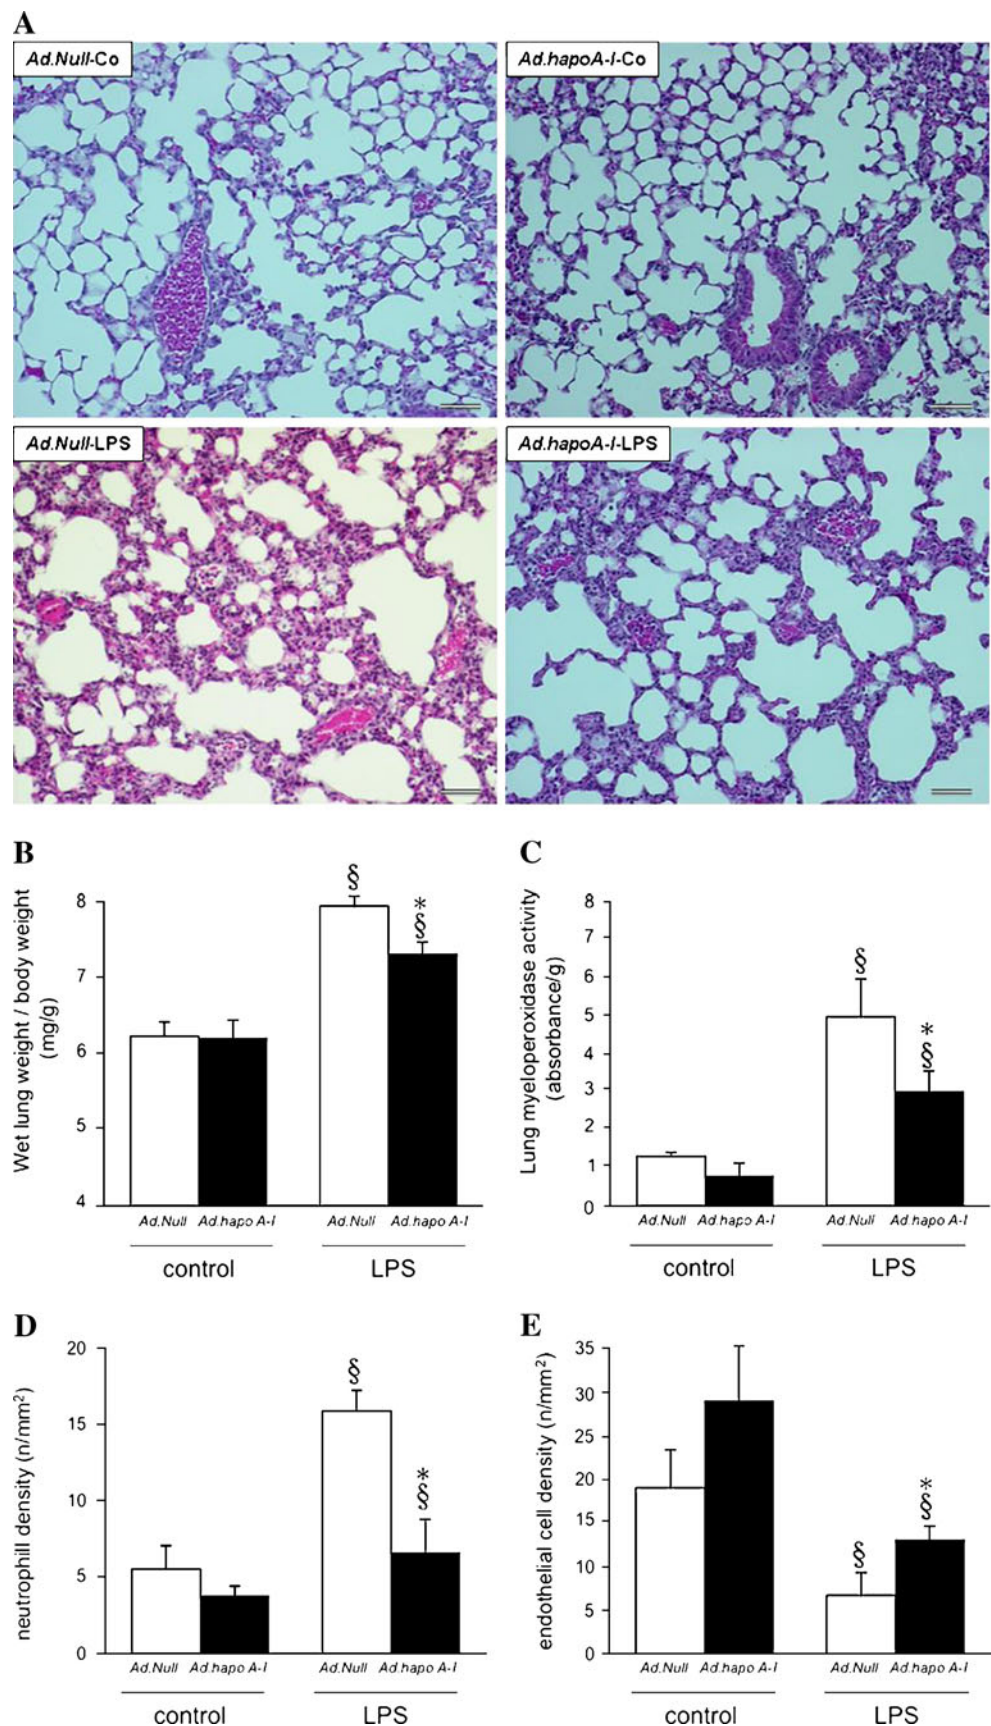 A
Ad.Null-Co
Ad.hapoA-I-Co
Ad.Null-LPS
Ad.hapoA-I-LPS
B
Wet lung weight / body weight
(mg/g)
8
7
6
5
4
§
*
§
Ad.Null Ad.hapo A-I Ad.Null Ad.hapo A-I
control LPS
C
Lung myeloperoxidase activity
(absorbance/g)
8
7
6
5
4
3
2
1
0
§
*
§
Ad.Null Ad.hapo A-I Ad.Null Ad.hapo A-I
control LPS
D
neutrophill density (n/mm²)
20
15
10
5
0
§
*
§
Ad.Null Ad.hapo A-I Ad.Null Ad.hapo A-I
control LPS
E
endothelial cell density (n/mm²)
35
30
25
20
15
10
5
0
§
*
§
Ad.Null Ad.hapo A-I Ad.Null Ad.hapo A-I
control LPS